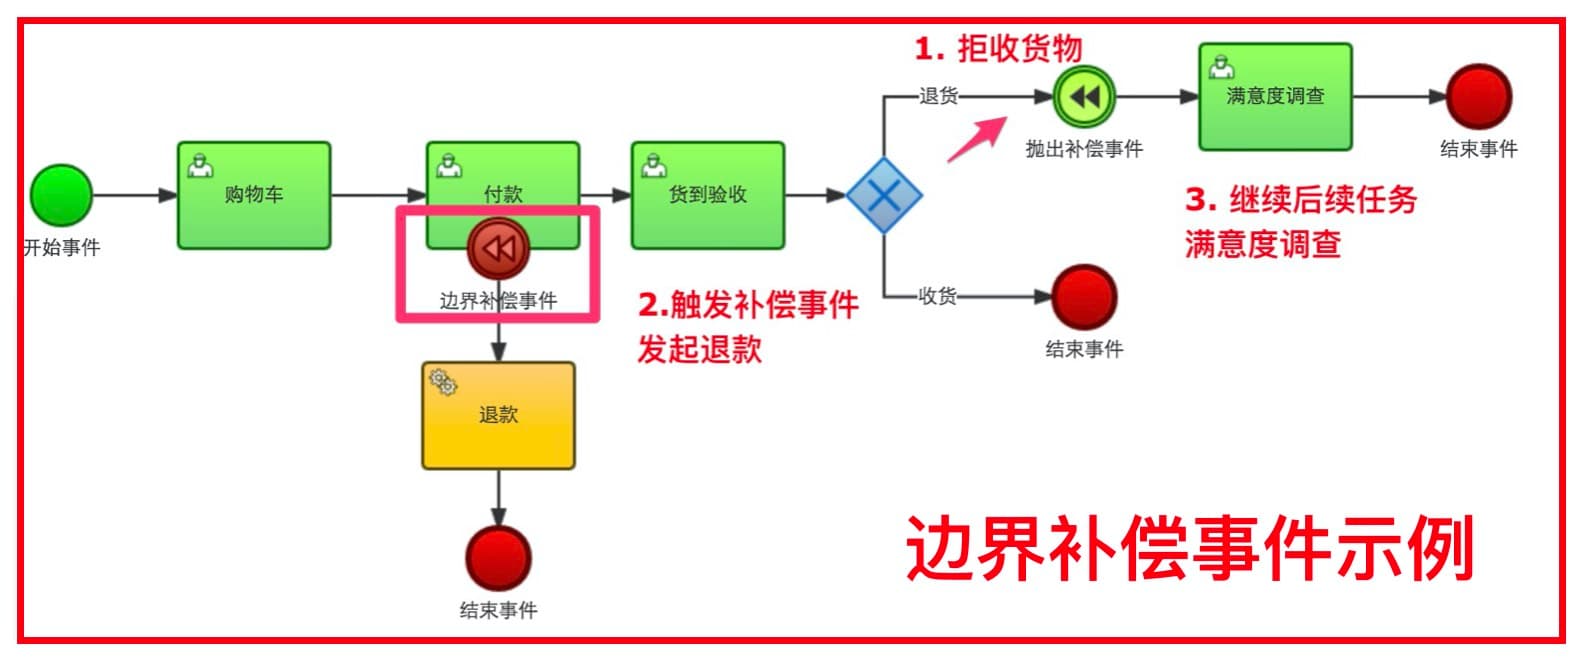 1. 拒收货物
退货
满意度调查
抛出补偿事件
结束事件
购物车
付款
货到验收
开始事件
3. 继续后续任务
满意度调查
边界补偿事件
2.触发补偿事件
发起退款
收货
结束事件
退款
边界补偿事件示例
结束事件